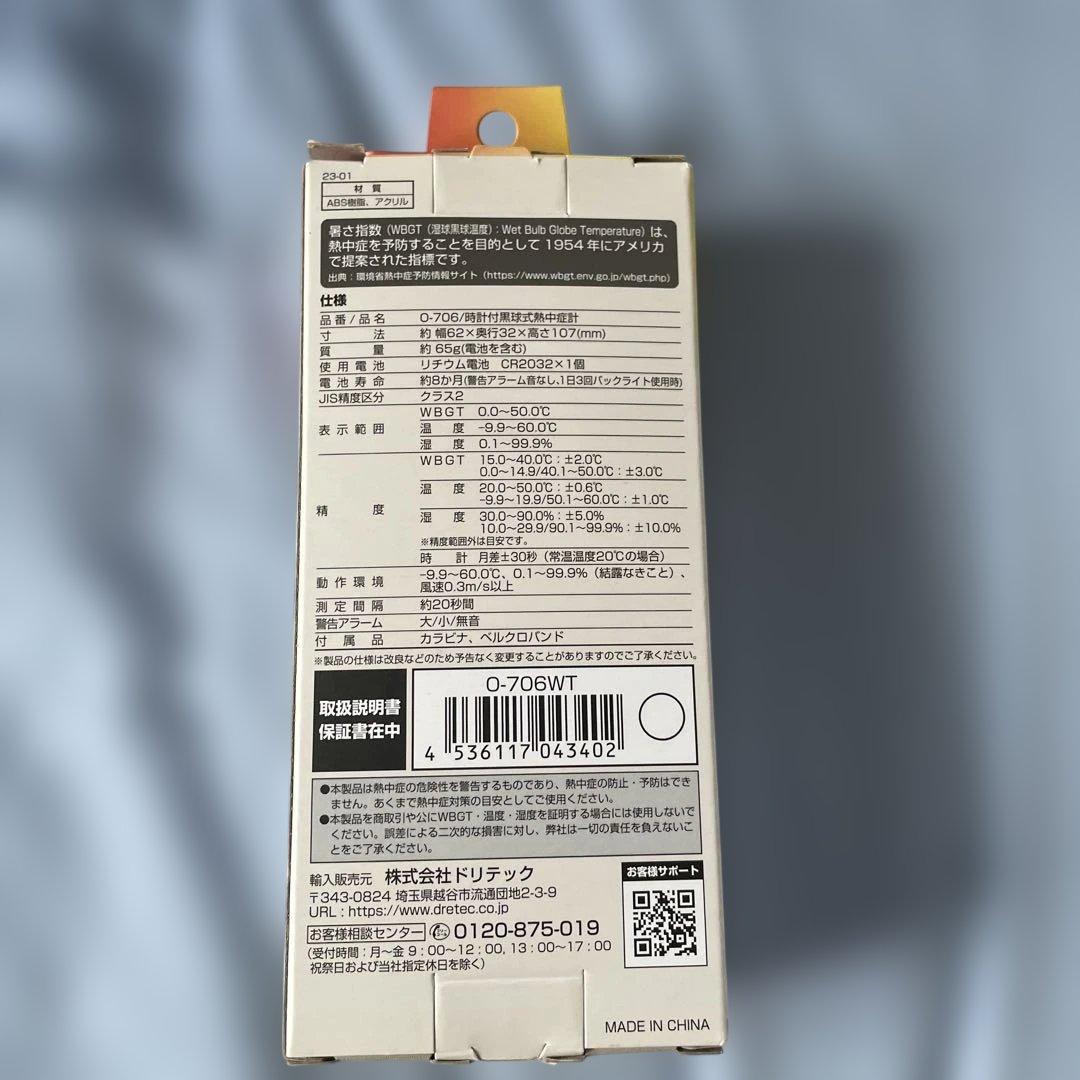 23-01
材質
ABS樹脂、アクリル
暑さ指数（WBGT（湿球黒球温度）: Wet Bulb Globe Temperature）は、
熱中症を予防することを目的として 1954 年にアメリカ
で提案された指標です。
出典：環境省熱中症予防情報サイト（https://www.wbgt.env.go.jp/wbgt.php）
仕様
品番/品名 O-706/時計付黒球式熱中症計
寸法 約 幅62×奥行32×高さ107(mm)
質量 約 65g(電池を含む)
使用電池 リチウム電池 CR2032×1個
電池寿命 約8か月(警告アラーム音なし、1日3回バックライト使用時)
JIS精度区分 クラス2
表示範囲 WBGT 0.0〜50.0℃
温度 -9.9〜60.0℃
湿度 0.1〜99.9%
精度 WBGT 15.0〜40.0℃：±2.0℃
0.0〜14.9/40.1〜50.0℃：±3.0℃
温度 20.0〜50.0℃：±0.6℃
-9.9〜19.9/50.1〜60.0℃：±1.0℃
湿度 30.0〜90.0%：±5.0%
10.0〜29.9/90.1〜99.9%：±10.0%
※精度範囲外は目安です。
時計 月差±30秒（常温温度20℃の場合）
動作環境 -9.9〜60.0℃、0.1〜99.9%（結露なきこと）、
風速0.3m/s以上
測定間隔 約20秒間
警告アラーム 大/小/無音
付属品 カラビナ、ベルクロバンド
※製品の仕様は改良などのため予告なく変更することがありますのでご了承ください。
取扱説明書
保証書在中
O-706WT
4 536117 043402
●本製品は熱中症の危険性を警告するものであり、熱中症の防止・予防はでき
ません。あくまで熱中症対策の目安としてご使用ください。
●本製品を商取引や公にWBGT・温度・湿度を証明する場合には使用しないで
ください。誤差による二次的な損害に対し、弊社は一切の責任を負えないこ
とをご了承ください。
輸入販売元 株式会社ドリテック
〒343-0824 埼玉県越谷市流通団地2-3-9
URL : https://www.dretec.co.jp
お客様相談センター 0120-875-019
（受付時間：月〜金 9：00〜12：00, 13：00〜17：00
祝祭日および当社指定休日を除く）
お客様サポート
MADE IN CHINA